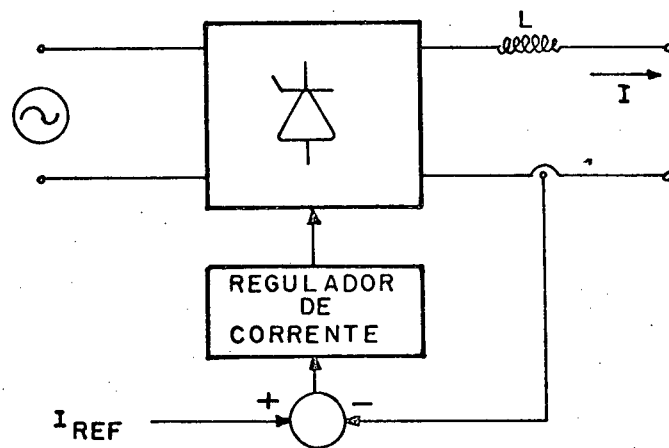 L
I
REGULADOR
DE
CORRENTE
+ −
I REF